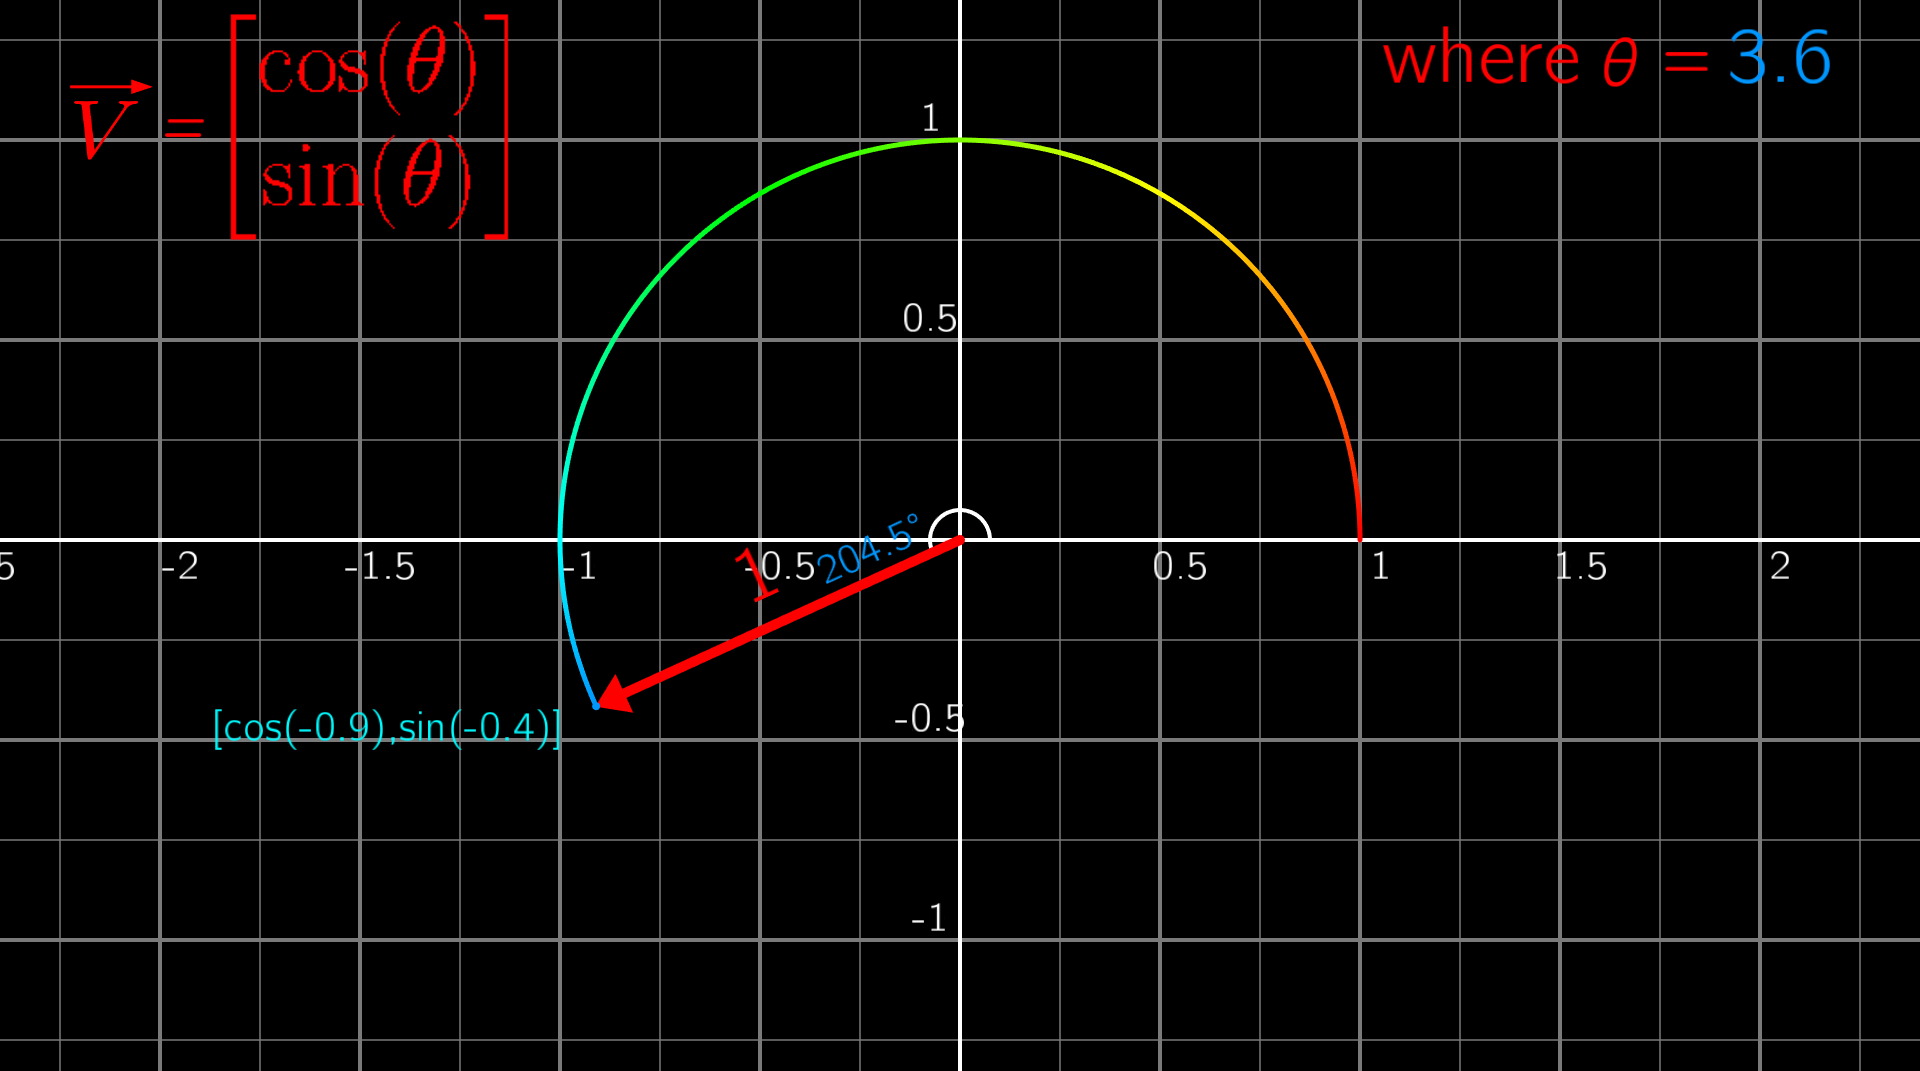 V = [cos(θ)
sin(θ)]
where θ = 3.6
1
0.5
204.5°
1
5 -2 -1.5 -1 -0.5 0.5 1 1.5 2
[cos(-0.9),sin(-0.4)]
-0.5
-1